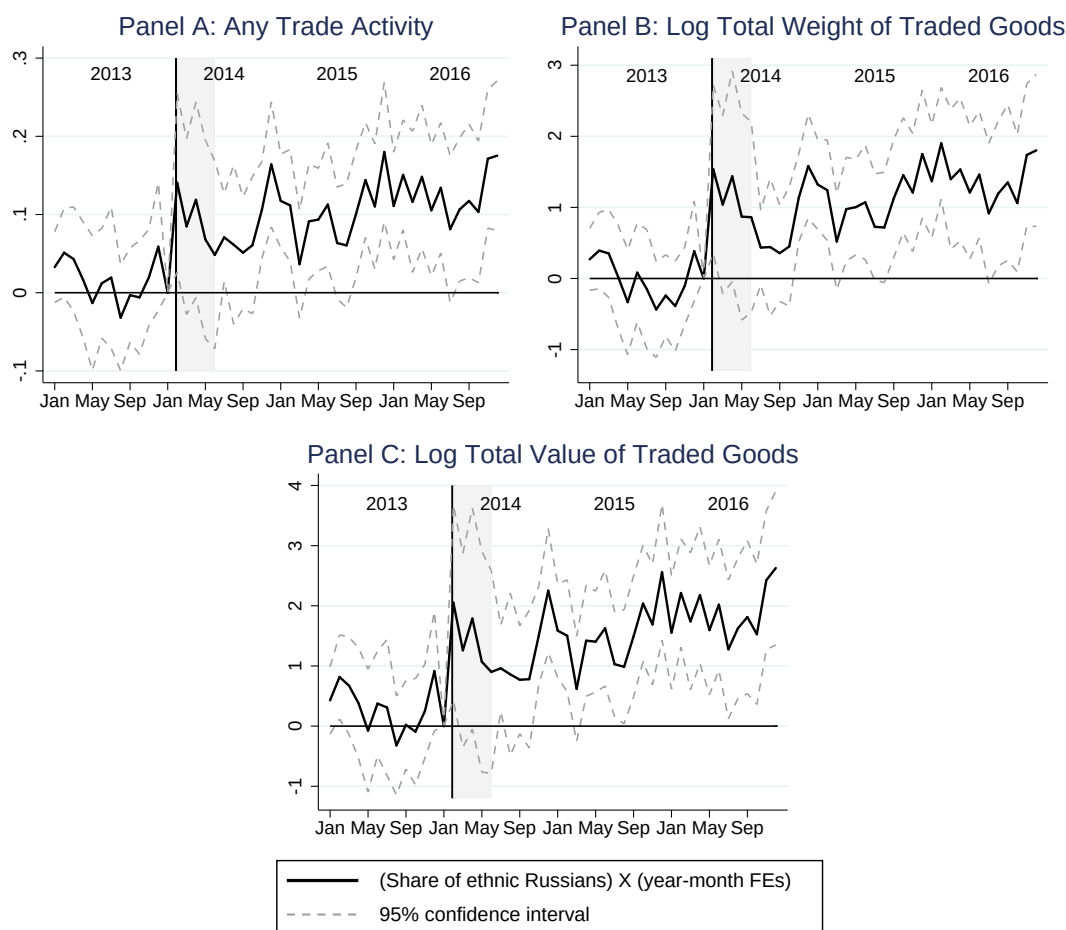 Panel A: Any Trade Activity
.3
.2
.1
0
-.1
2013 2014 2015 2016
Jan May Sep Jan May Sep Jan May Sep Jan May Sep
Panel B: Log Total Weight of Traded Goods
3
2
1
0
-1
2013 2014 2015 2016
Jan May Sep Jan May Sep Jan May Sep Jan May Sep
Panel C: Log Total Value of Traded Goods
4
3
2
1
0
-1
2013 2014 2015 2016
Jan May Sep Jan May Sep Jan May Sep Jan May Sep
(Share of ethnic Russians) X (year-month FEs)
95% confidence interval